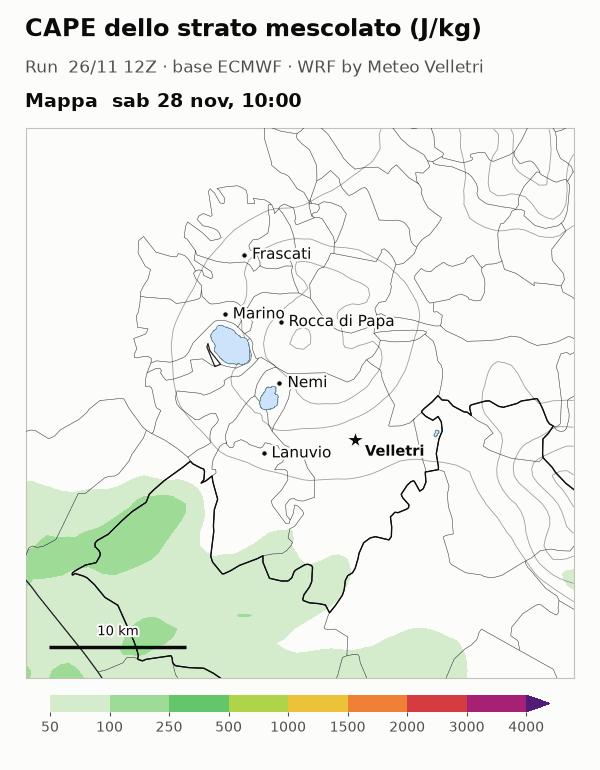 CAPE dello strato mescolato (J/kg)
Run  26/11 12Z · base ECMWF · WRF by Meteo Velletri
Mappa  sab 28 nov, 10:00
Frascati
Marino
Rocca di Papa
Nemi
Velletri
Lanuvio
10 km
50 100 250 500 1000 1500 2000 3000 4000